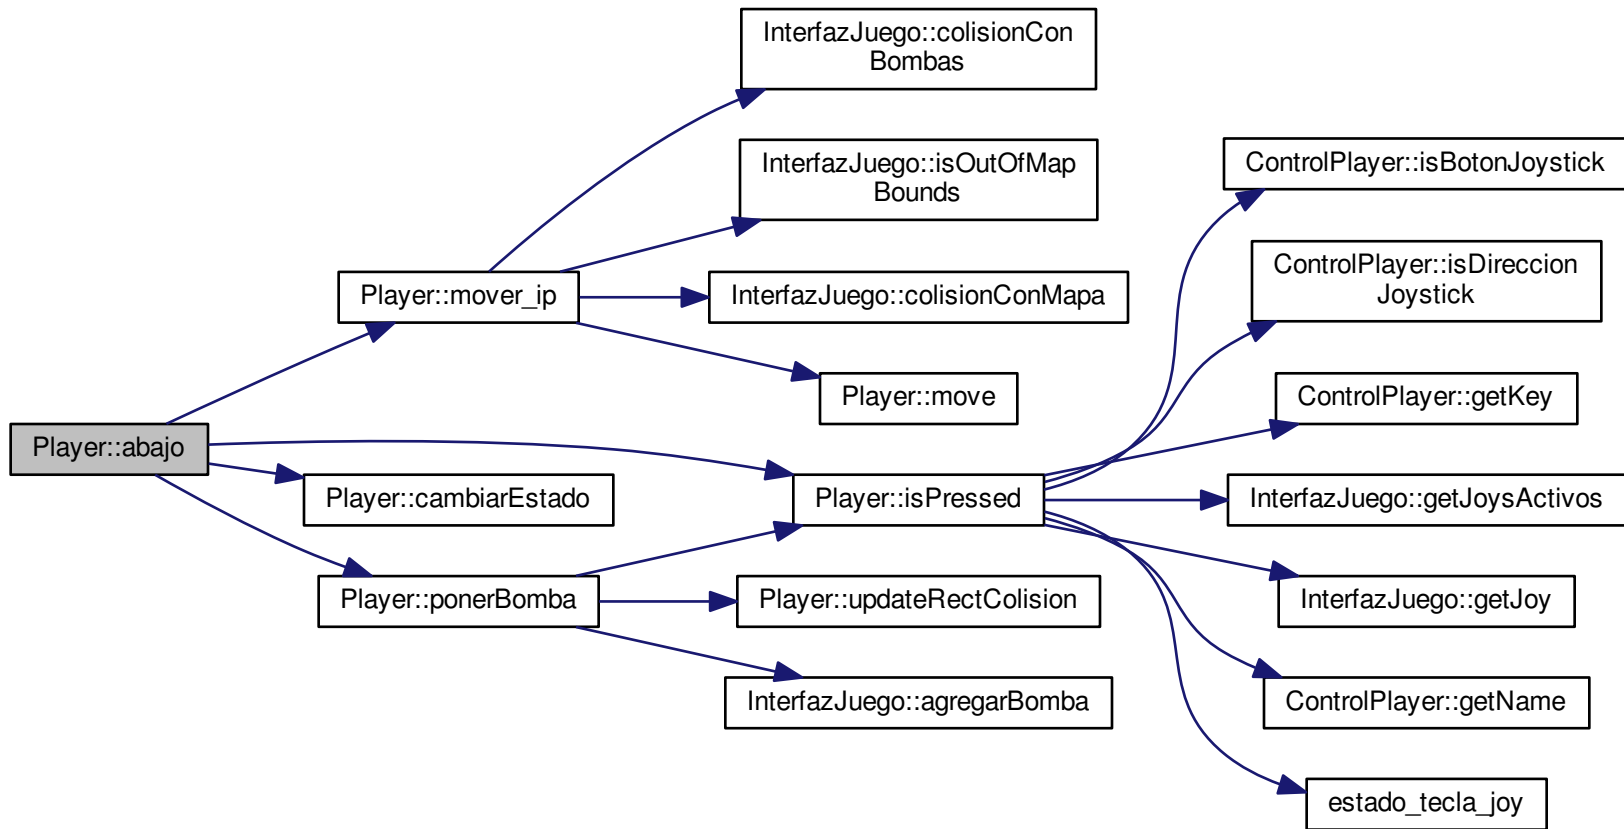 InterfazJuego::colisionCon
Bombas
InterfazJuego::isOutOfMap
Bounds
ControlPlayer::isBotonJoystick
ControlPlayer::isDireccion
Joystick
Player::mover_ip
InterfazJuego::colisionConMapa
Player::move
ControlPlayer::getKey
Player::abajo
Player::cambiarEstado
Player::isPressed
InterfazJuego::getJoysActivos
Player::ponerBomba
Player::updateRectColision
InterfazJuego::getJoy
InterfazJuego::agregarBomba
ControlPlayer::getName
estado_tecla_joy